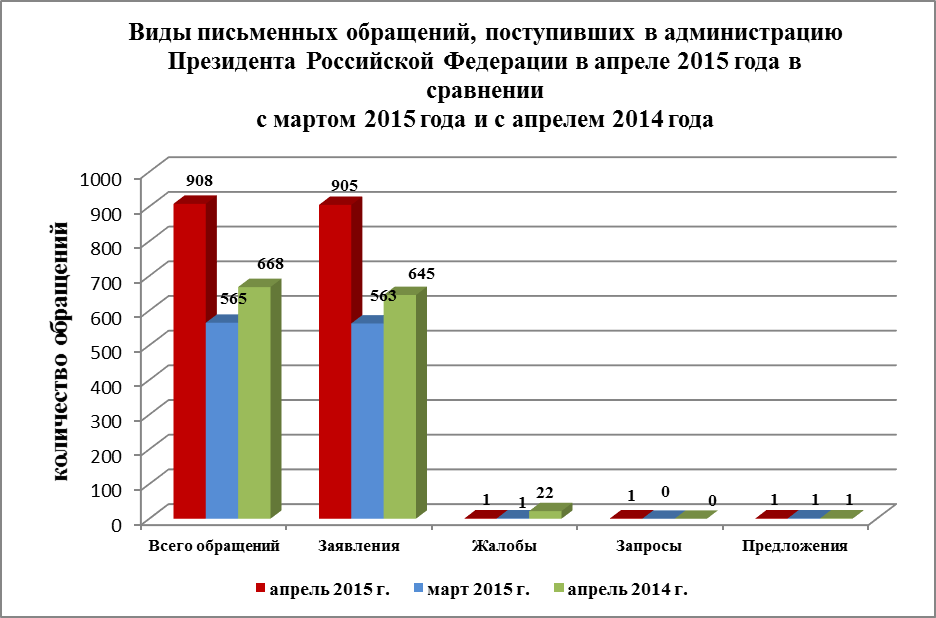 Виды письменных обращений, поступивших в администрацию
Президента Российской Федерации в апреле 2015 года в
сравнении
с мартом 2015 года и с апрелем 2014 года
количество обращений
1000
900
800
700
600
500
400
300
200
100
0
908
565
668
905
563
645
1
1
22
1
0
0
1
1
1
Всего обращений
Заявления
Жалобы
Запросы
Предложения
апрель 2015 г.
март 2015 г.
апрель 2014 г.